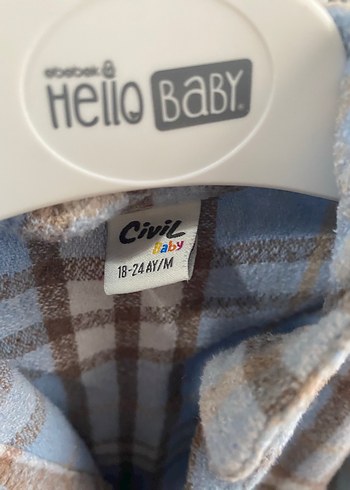 ebebek
Hello BABY
Civil
Baby
18-24 AY/M